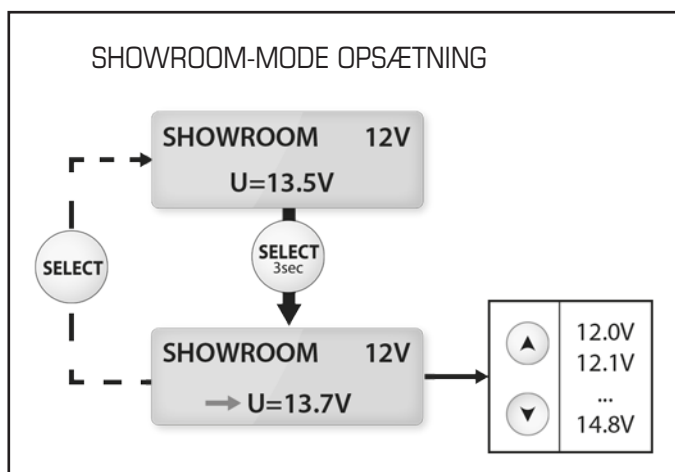 SHOWROOM-MODE OPSÆTNING
SHOWROOM 12V
U=13.5V
SELECT
SELECT
3sec
SHOWROOM 12V
U=13.7V
12.0V
12.1V
...
14.8V